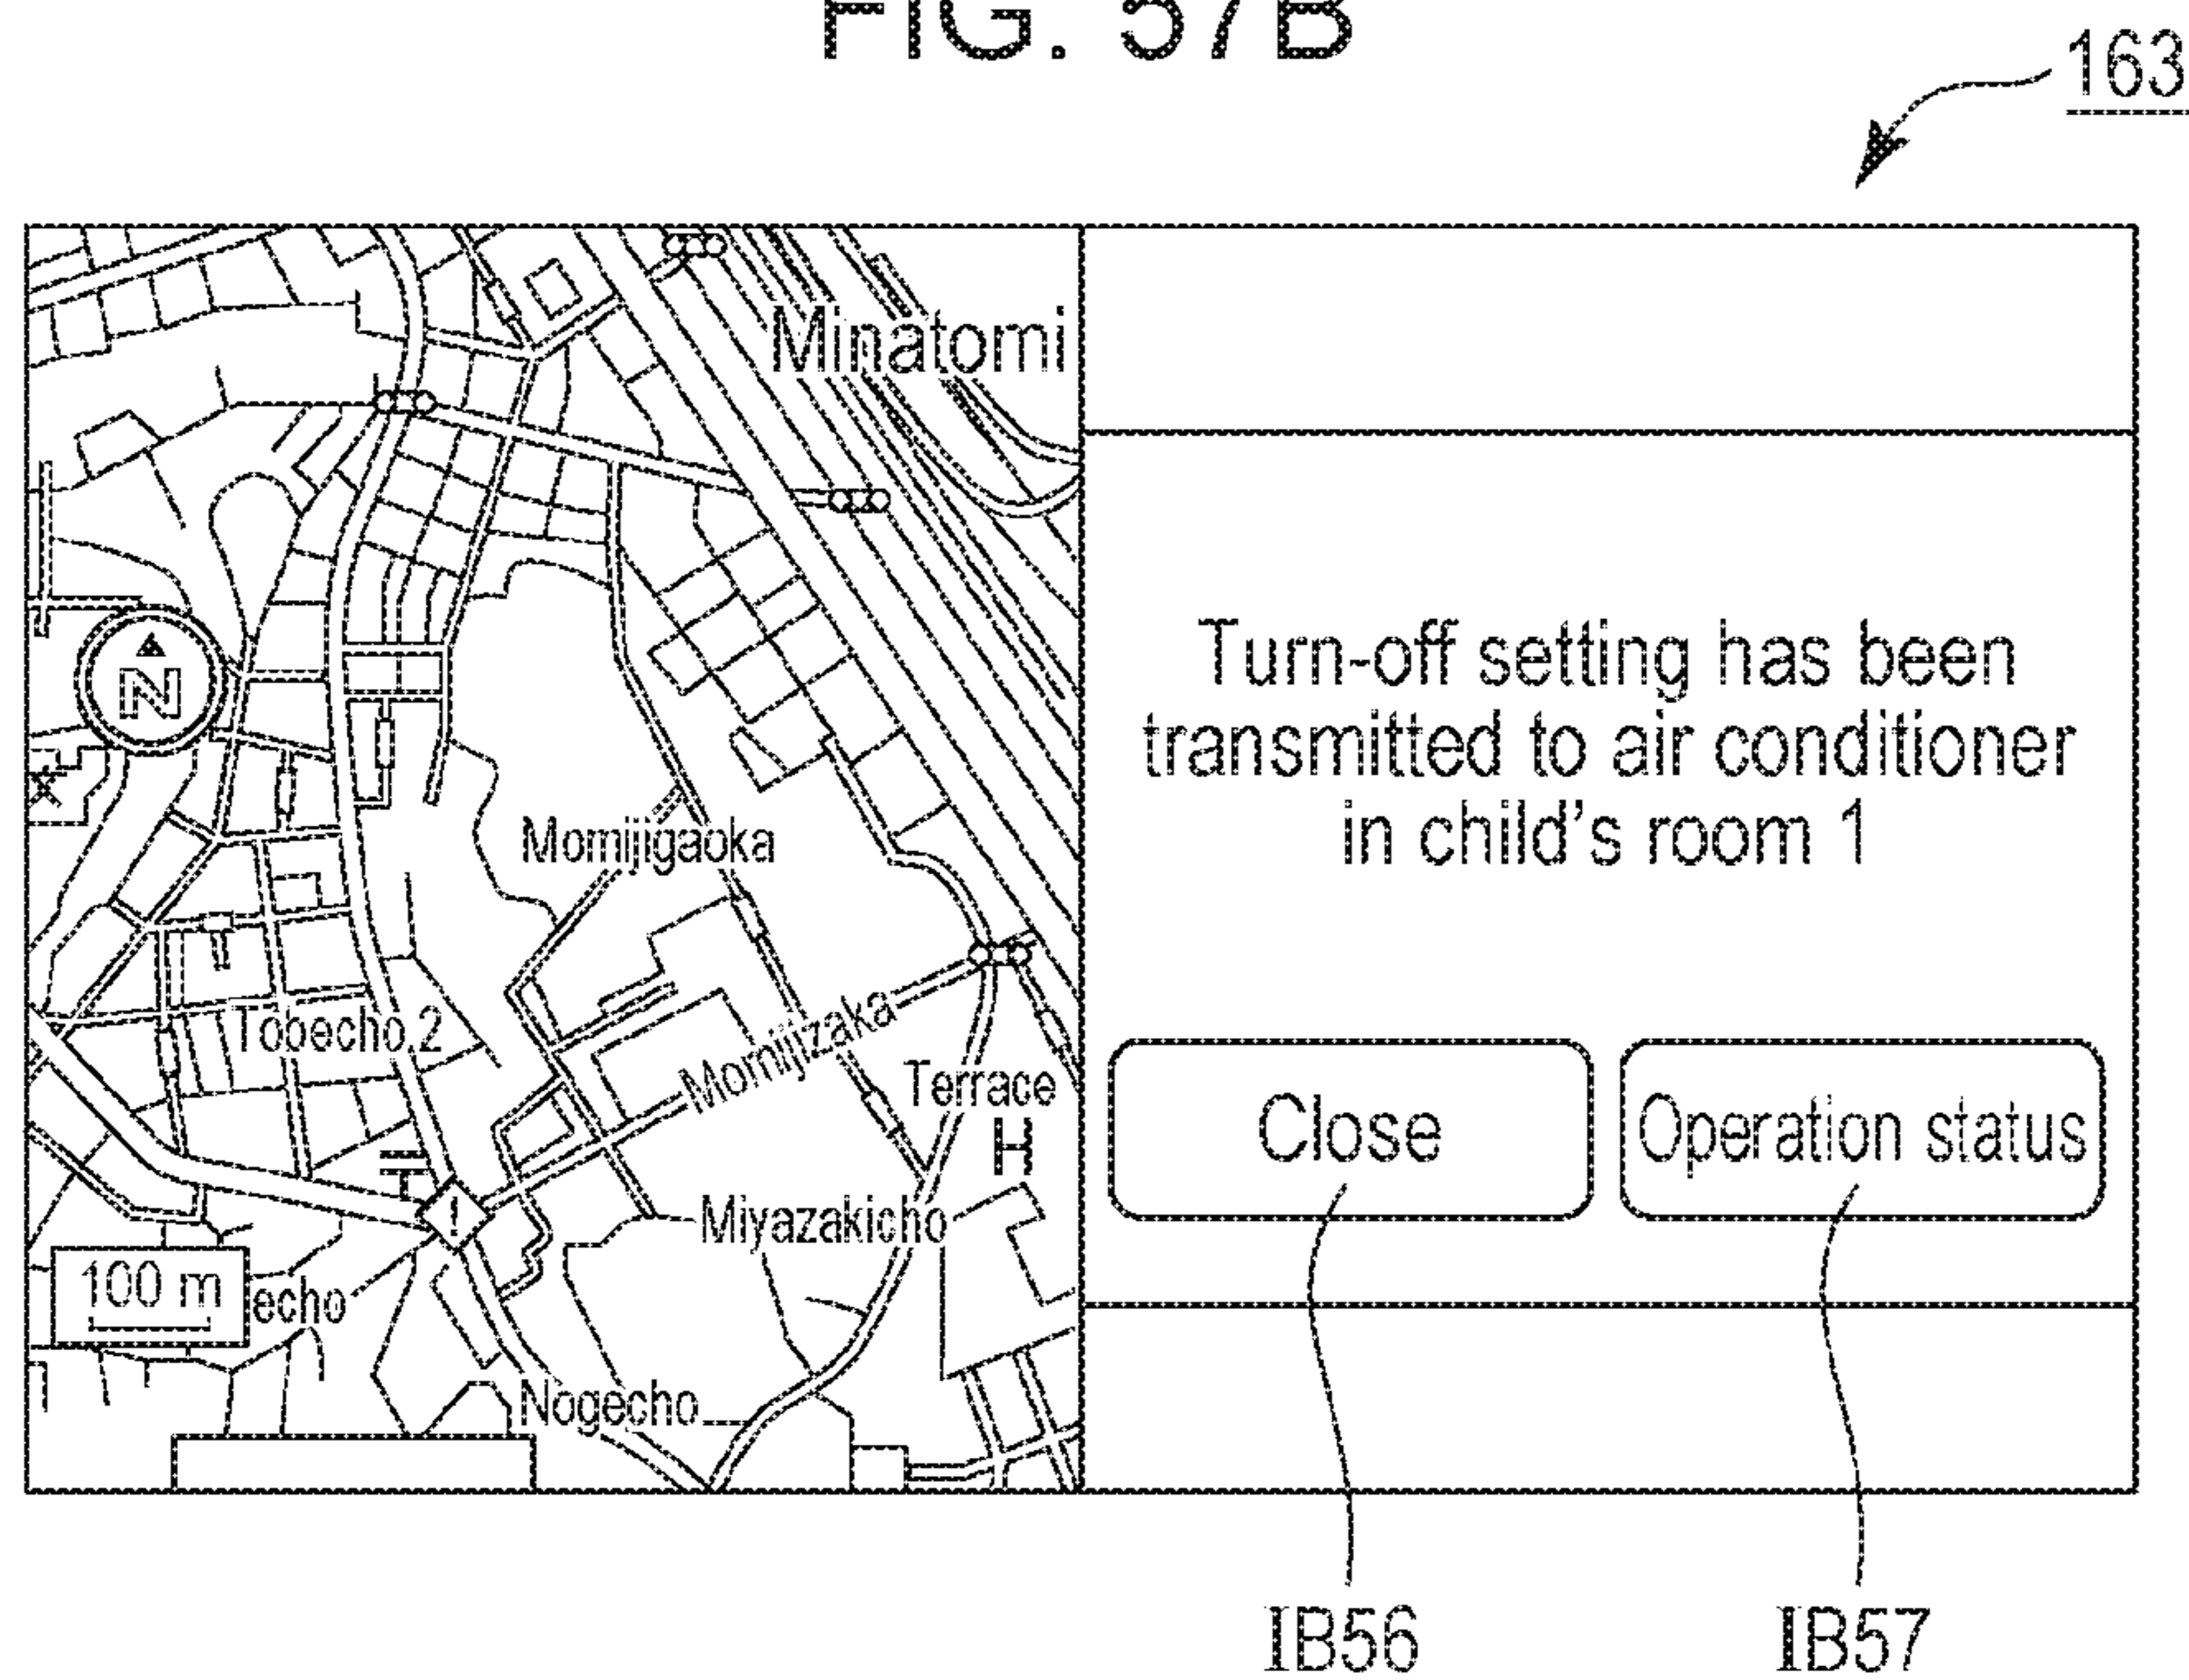 FIG. 57B
163
Minatomi
N
Turn-off setting has been
transmitted to air conditioner
in child's room 1
Momijigaoka
Tobecho 2
Momijizaka
Terrace
H
Close
Operation status
!
Miyazakicho
100 m
echo
Nogecho
IB56
IB57